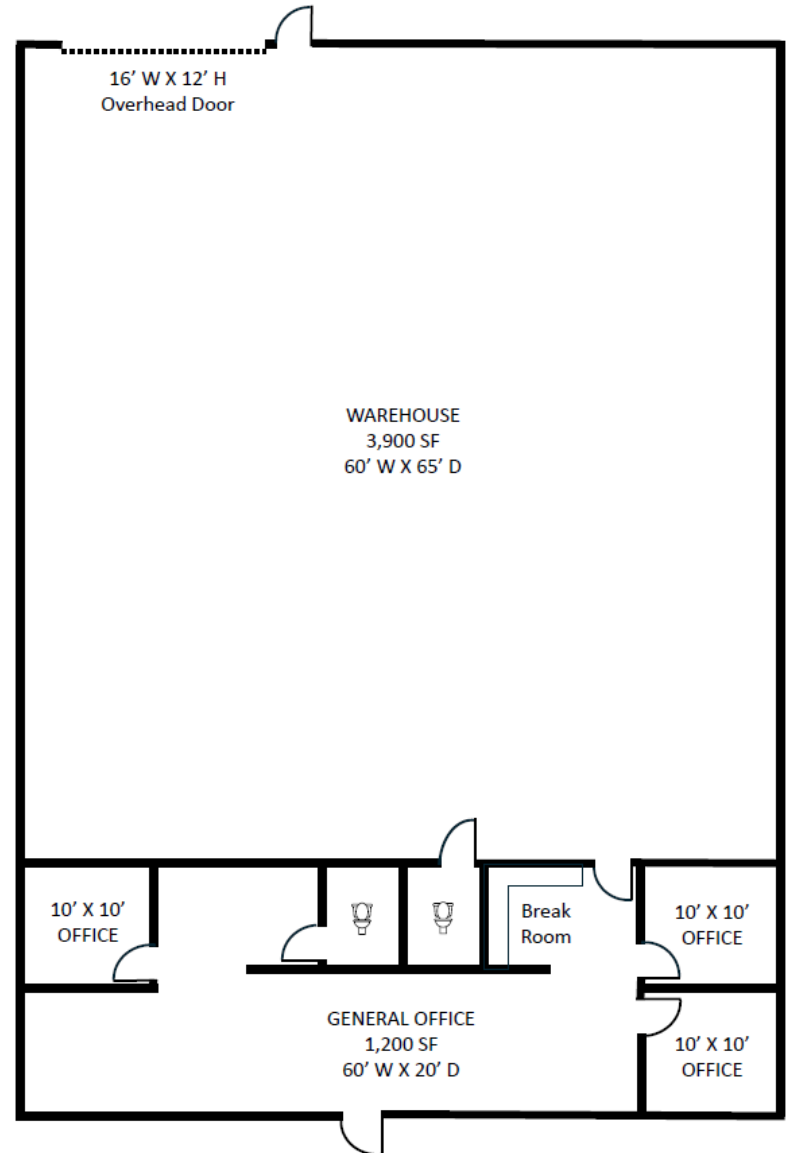 16’ W X 12’ H
Overhead Door
WAREHOUSE
3,900 SF
60’ W X 65’ D
10’ X 10’
OFFICE
Break
Room
10’ X 10’
OFFICE
GENERAL OFFICE
1,200 SF
60’ W X 20’ D
10’ X 10’
OFFICE